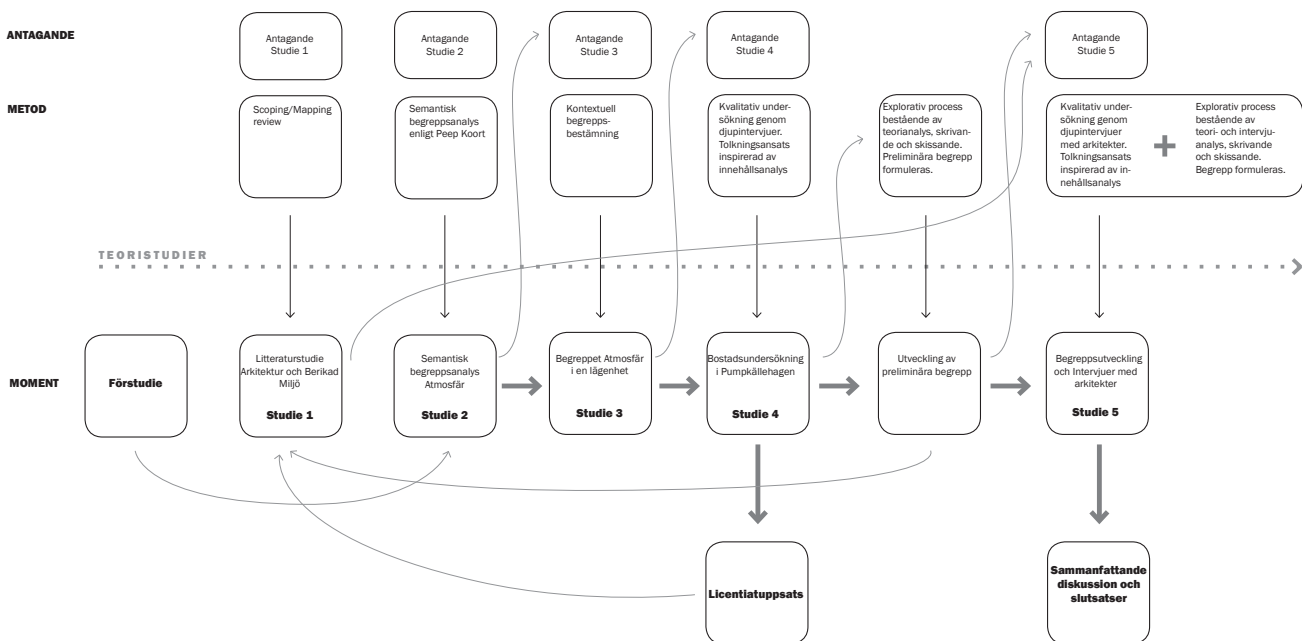 ANTAGANDE
Antagande
Studie 1
Antagande
Studie 2
Antagande
Studie 3
Antagande
Studie 4
Antagande
Studie 5
METOD
Scoping/Mapping
review
Semantisk
begreppsanalys
enligt Peep Koort
Kontextuell
begrepps-
bestämning
Kvalitativ under-
sökning genom
djupintervjuer.
Tolkningsansats
inspirerad av
innehållsanalys
Explorativ process
bestående av
teorianalys, skrivan-
de och skissande.
Preliminära begrepp
formuleras.
Kvalitativ under-
sökning genom
djupintervjuer
med arkitekter.
Tolkningsansats
inspirerad av in-
nehållsanalys
+
Explorativ process
bestående av
teori- och intervju-
analys, skrivande
och skissande.
Begrepp formuleras.
TEORISTUDIER
MOMENT
Förstudie
Litteraturstudie
Arkitektur och Berikad
Miljö
Studie 1
Semantisk
begreppsanalys
Atmosfär
Studie 2
Begreppet Atmosfär
i en lägenhet
Studie 3
Bostadsundersökning
i Pumpkällehagen
Studie 4
Utveckling av
preliminära begrepp
Begreppsutveckling
och Intervjuer med
arkitekter
Studie 5
Licentiatuppsats
Sammanfattande
diskussion och
slutsatser